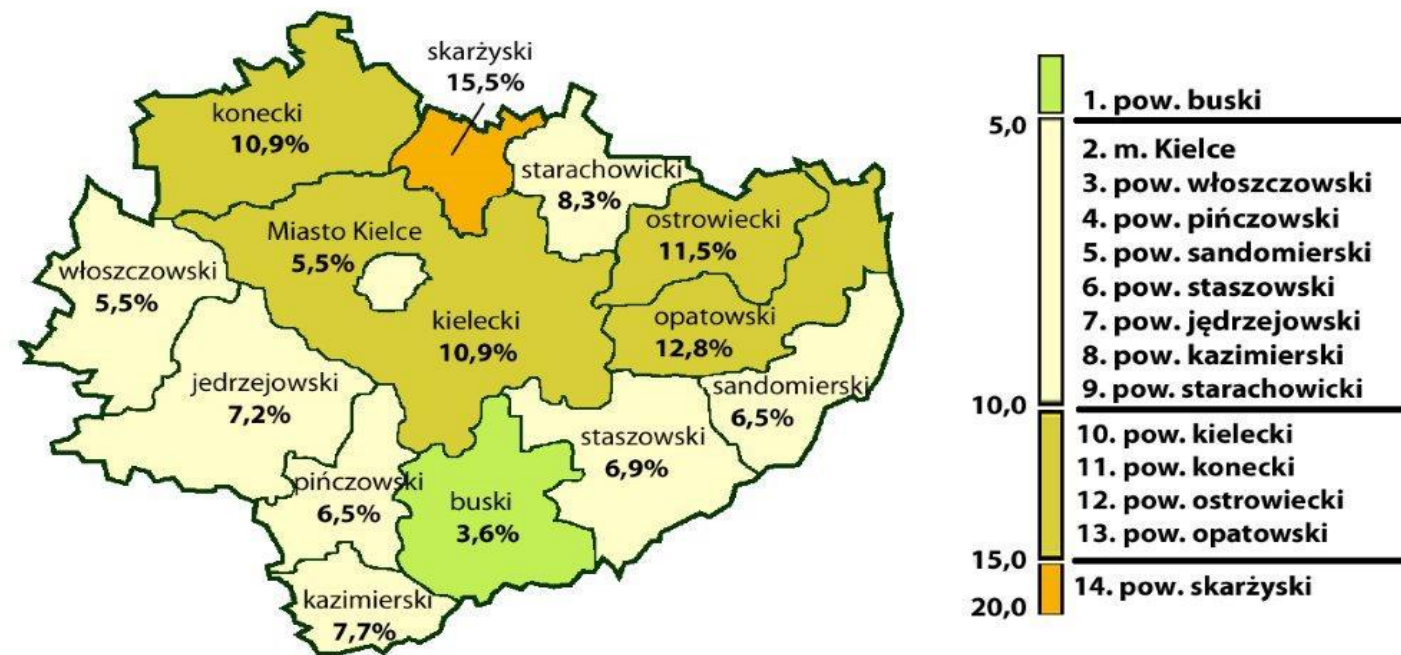 skarżyski
15,5%
konecki
10,9%
starachowicki
8,3%
ostrowiecki
11,5%
Miasto Kielce
5,5%
włoszczowski
5,5%
kielecki
10,9%
opatowski
12,8%
jedrzejowski
7,2%
sandomierski
6,5%
staszowski
6,9%
pińczowski
6,5%
buski
3,6%
kazimierski
7,7%
1. pow. buski
5,0
2. m. Kielce
3. pow. włoszczowski
4. pow. pińczowski
5. pow. sandomierski
6. pow. staszowski
7. pow. jędrzejowski
8. pow. kazimierski
9. pow. starachowicki
10,0
10. pow. kielecki
11. pow. konecki
12. pow. ostrowiecki
13. pow. opatowski
15,0
14. pow. skarżyski
20,0